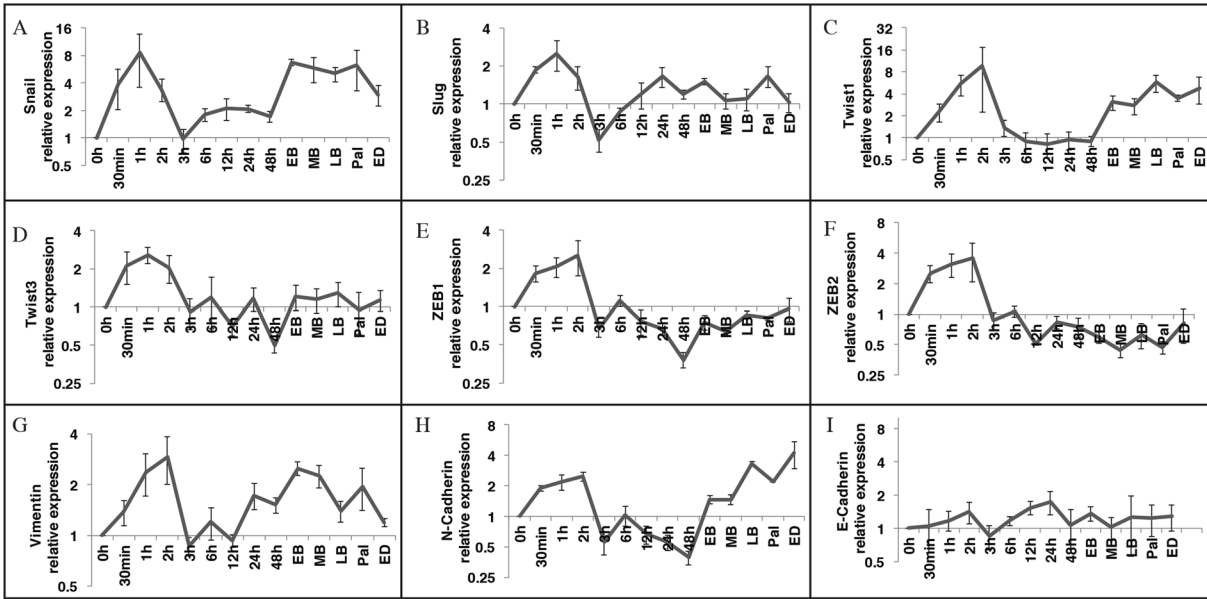 A
Snail
relative expression
16
8
4
2
1
0.5
0h
30min
1h
2h
3h
6h
12h
24h
48h
EB
MB
LB
Pal
ED
B
Slug
relative expression
4
2
1
0.5
0.25
0h
30min
1h
2h
3h
6h
12h
24h
48h
EB
MB
LB
Pal
ED
C
Twist1
relative expression
32
16
8
4
2
1
0.5
0h
30min
1h
2h
3h
6h
12h
24h
48h
EB
MB
LB
Pal
ED
D
Twist3
relative expression
4
2
1
0.5
0.25
0h
30min
1h
2h
3h
6h
12h
24h
48h
EB
MB
LB
Pal
ED
E
ZEB1
relative expression
4
2
1
0.5
0.25
0h
30min
1h
2h
3h
6h
12h
24h
48h
EB
MB
LB
Pal
ED
F
ZEB2
relative expression
8
4
2
1
0.5
0.25
0h
30min
1h
2h
3h
6h
12h
24h
48h
EB
MB
LB
Pal
ED
G
Vimentin
relative expression
4
2
1
0.5
0h
30min
1h
2h
3h
6h
12h
24h
48h
EB
MB
LB
Pal
ED
H
N-Cadherin
relative expression
8
4
2
1
0.5
0.25
0h
30min
1h
2h
3h
6h
12h
24h
48h
EB
MB
LB
Pal
ED
I
E-Cadherin
relative expression
8
4
2
1
0.5
0h
30min
1h
2h
3h
6h
12h
24h
48h
EB
MB
LB
Pal
ED